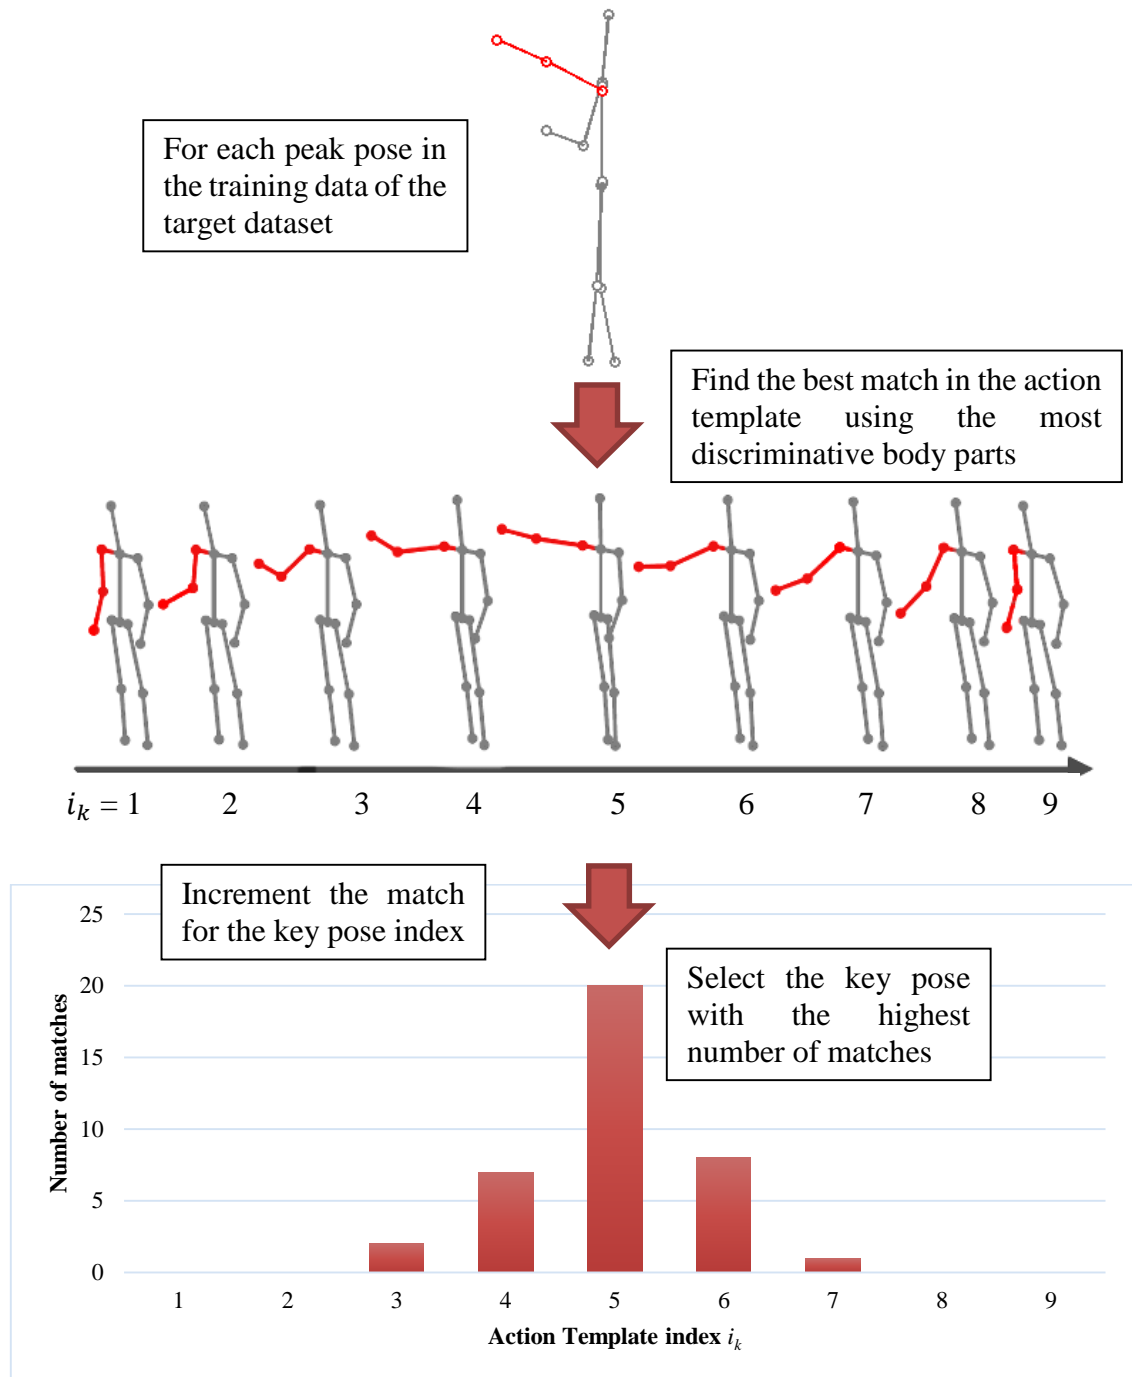 For each peak pose in
the training data of the
target dataset
Find the best match in the action
template using the most
discriminative body parts
i_k = 1 2 3 4 5 6 7 8 9
Increment the match
for the key pose index
Select the key pose
with the highest
number of matches
Number of matches
25
20
15
10
5
0
1 2 3 4 5 6 7 8 9
Action Template index i_k